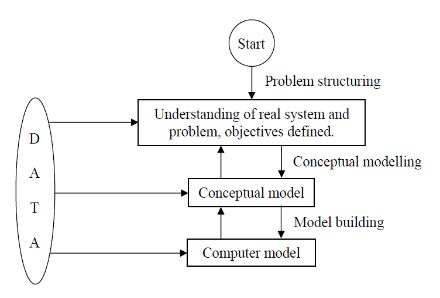 Start
Problem structuring
Understanding of real system and
problem, objectives defined.
Conceptual modelling
Conceptual model
Model building
Computer model
D
A
T
A